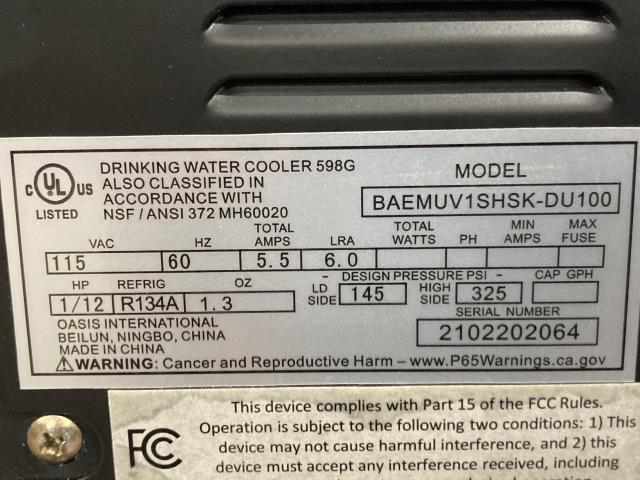 C UL US
LISTED
DRINKING WATER COOLER 598G
ALSO CLASSIFIED IN
ACCORDANCE WITH
NSF / ANSI 372 MH60020
MODEL
BAEMUV1SHSK-DU100
VAC HZ TOTAL AMPS LRA TOTAL WATTS PH MIN AMPS MAX FUSE
115 60 5.5 6.0
HP REFRIG OZ
1/12 R134A 1.3
- DESIGN PRESSURE PSI - CAP GPH
LD SIDE 145 HIGH SIDE 325
OASIS INTERNATIONAL
BEILUN, NINGBO, CHINA
MADE IN CHINA
SERIAL NUMBER
2102202064
WARNING: Cancer and Reproductive Harm – www.P65Warnings.ca.gov
FC
This device complies with Part 15 of the FCC Rules.
Operation is subject to the following two conditions: 1) This
device may not cause harmful interference, and 2) this
device must accept any interference received, including